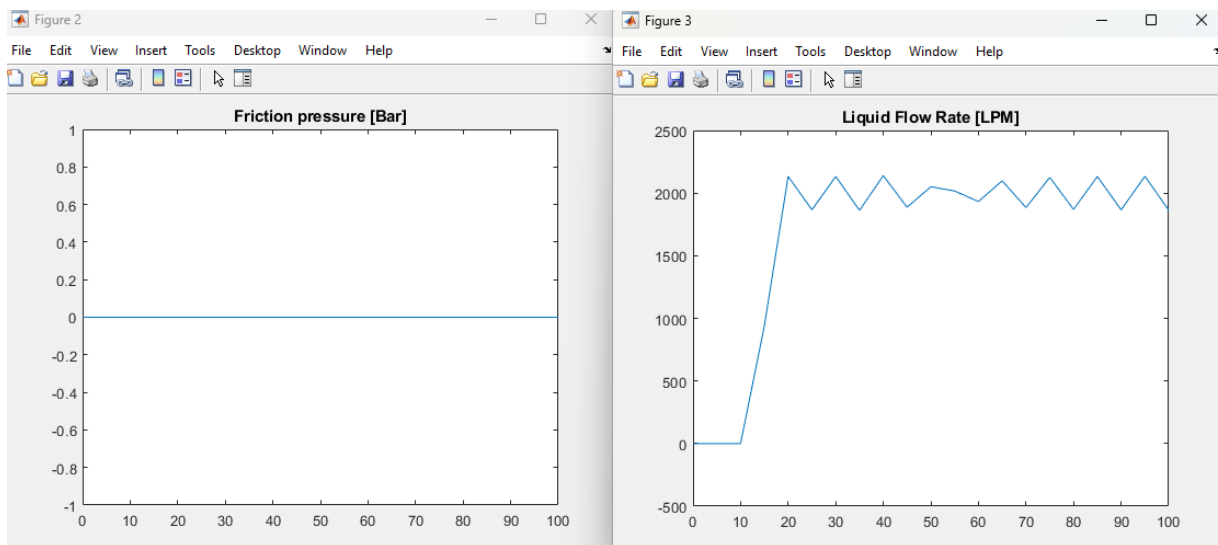 Figure 2
File Edit View Insert Tools Desktop Window Help
Friction pressure [Bar]
1
0.8
0.6
0.4
0.2
0
-0.2
-0.4
-0.6
-0.8
-1
0 10 20 30 40 50 60 70 80 90 100
Figure 3
File Edit View Insert Tools Desktop Window Help
Liquid Flow Rate [LPM]
2500
2000
1500
1000
500
0
-500
0 10 20 30 40 50 60 70 80 90 100